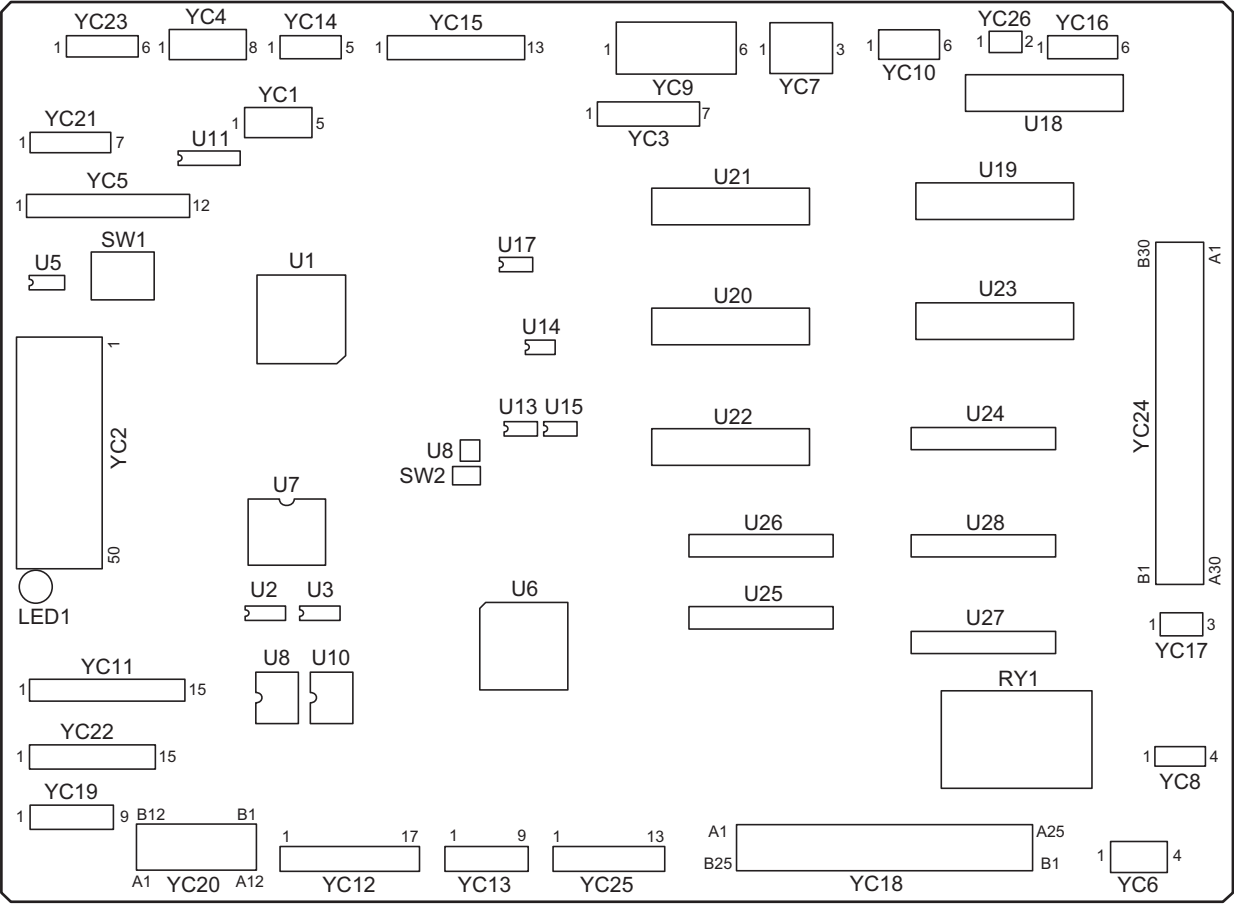 YC23
1 6
YC4
1 8
YC14
1 5
YC15
1 13
1 6
YC9
1 3
YC7
1 6
YC10
YC26
1 2
YC16
1 6
U18
YC1
1 5
1 7
YC3
YC21
1 7
U11
YC5
1 12
U21
U19
SW1
U5
U1
U17
B30 A1
YC24
B1 A30
U20
U23
U14
1
YC2
50
U13 U15
U22
U24
U8
SW2
U7
U26
U28
LED1
U2 U3
U6
U25
U27
1 3
YC17
YC11
1 15
U8 U10
RY1
YC22
1 15
1 4
YC8
YC19
1 9
B12 B1
A1 A12
YC20
1 17
YC12
1 9
YC13
1 13
YC25
A1 A25
B25 B1
YC18
1 4
YC6